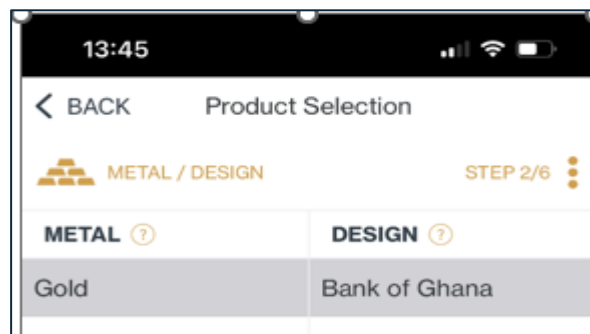 13:45
BACK Product Selection
METAL / DESIGN STEP 2/6
METAL ? DESIGN ?
Gold Bank of Ghana